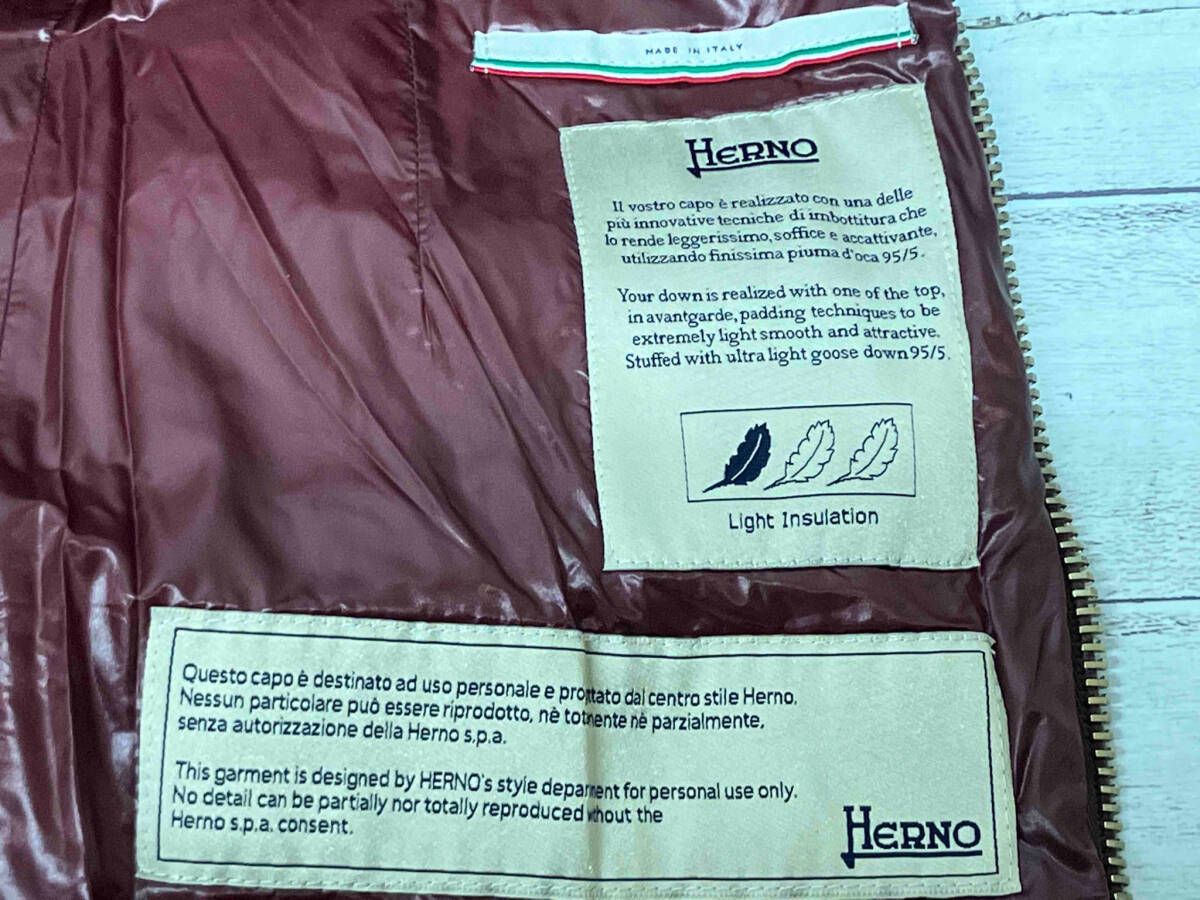 MADE IN ITALY
HERNO
Il vostro capo è realizzato con una delle
più innovative tecniche di imbottitura che
lo rende leggerissimo, soffice e accattivante,
utilizzando finissima piuma d'oca 95/5.
Your down is realized with one of the top,
in avantgarde, padding techniques to be
extremely light smooth and attractive.
Stuffed with ultra light goose down 95/5.
Light Insulation
Questo capo è destinato ad uso personale e dal centro stile Herno.
Nessun particolare può essere riprodotto, nè nè parzialmente,
senza autorizzazione della Herno s.p.a.
This garment is designed by HERNO's style for personal use only.
No detail can be partially nor totally reproduced the
Herno s.p.a. consent.
HERNO